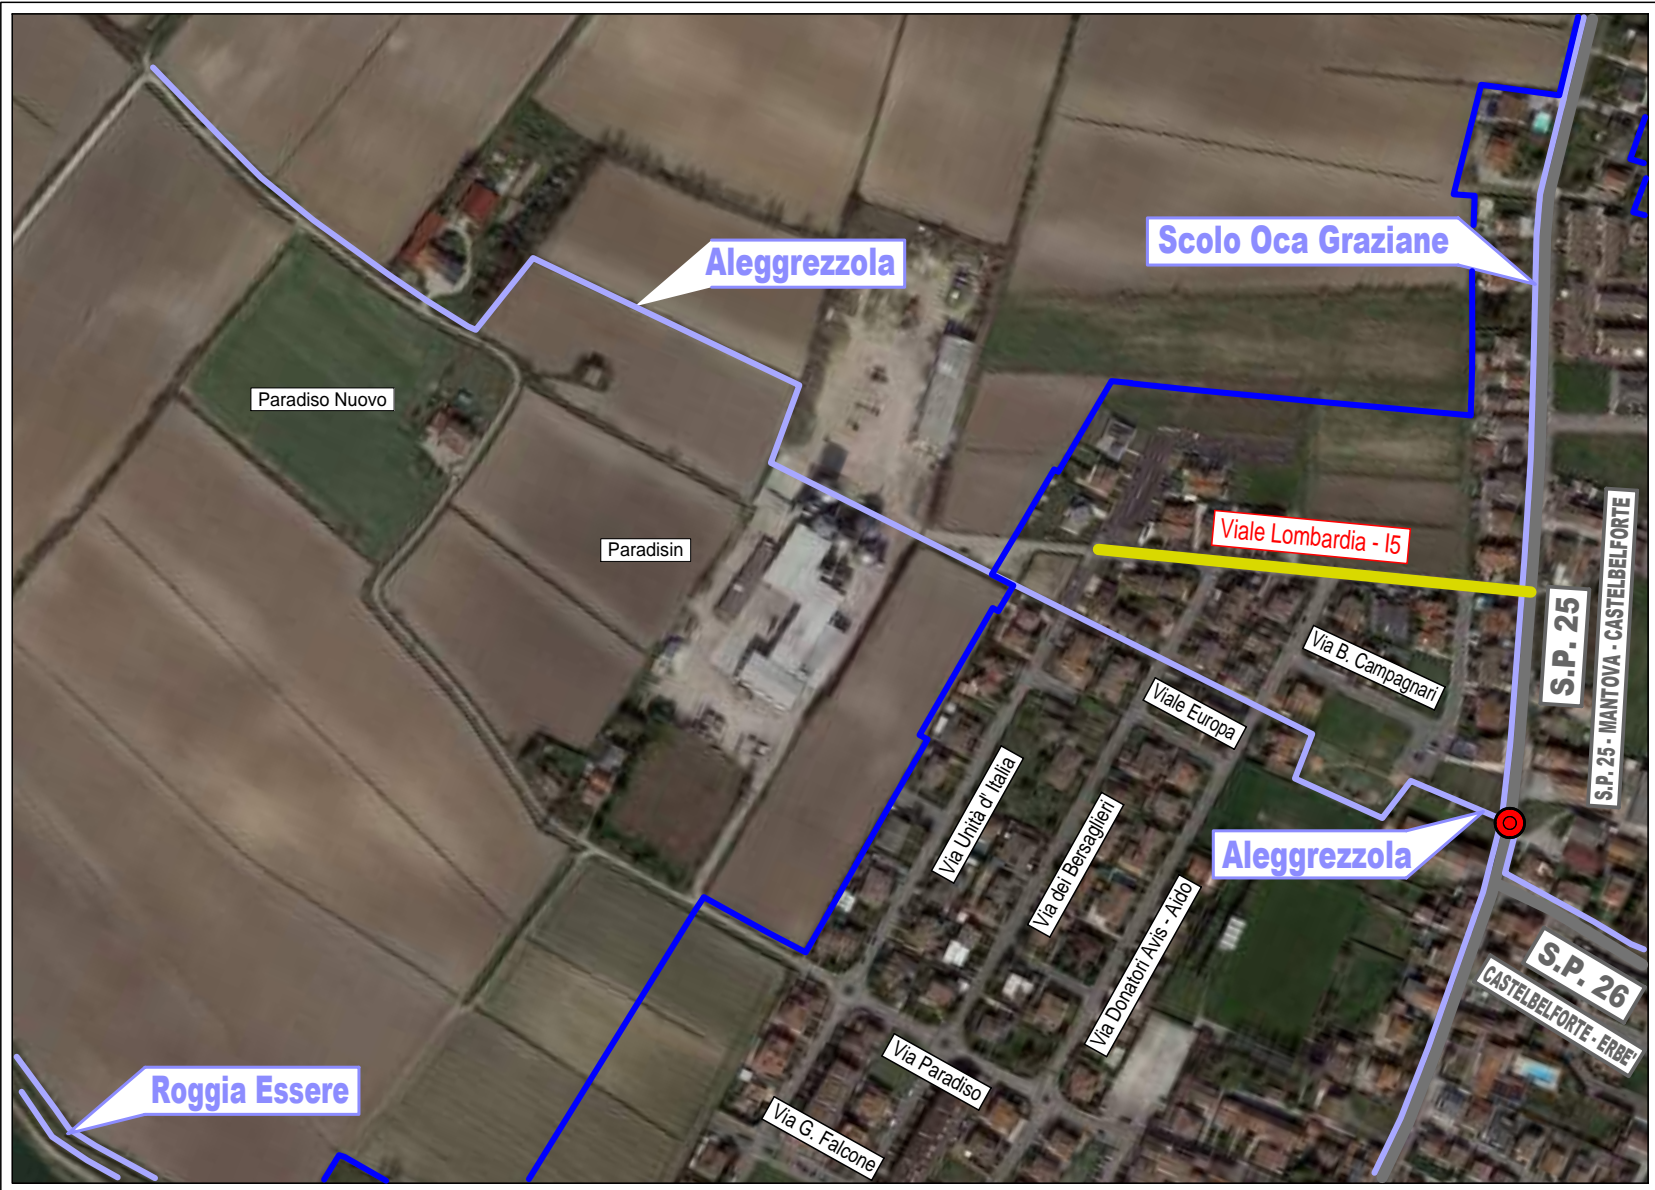 Scolo Oca Graziane
Aleggrezzola
Paradiso Nuovo
Viale Lombardia - I5
Paradisin
S.P. 25
S.P. 25 - MANTOVA - CASTELBELFORTE
Via B. Campagnari
Viale Europa
Via Unità d' Italia
Via dei Bersaglieri
Aleggrezzola
Via Donatori Avis - Aido
S.P. 26
CASTELBELFORTE - ERBE'
Via Paradiso
Roggia Essere
Via G. Falcone